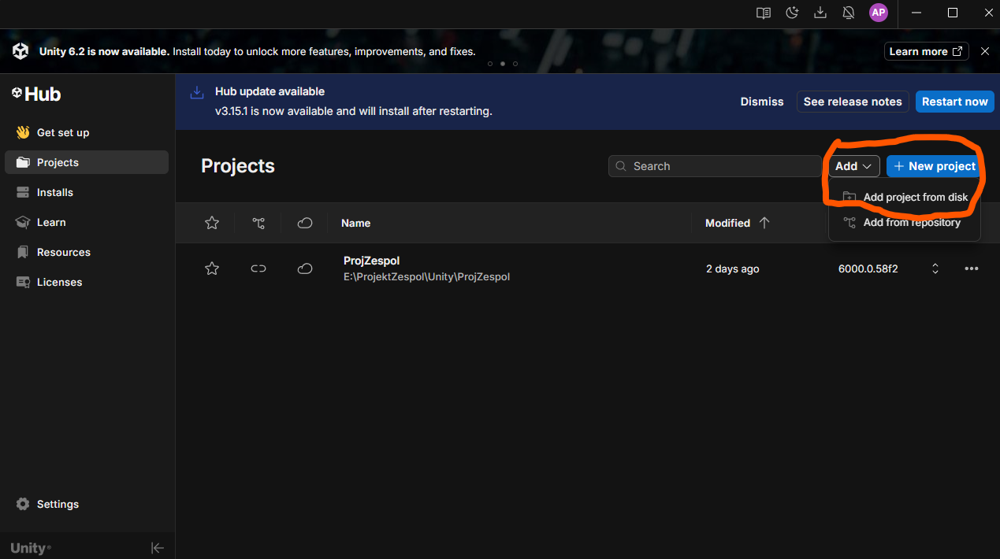 AP
Unity 6.2 is now available. Install today to unlock more features, improvements, and fixes.
Learn more
Hub
Hub update available
v3.15.1 is now available and will install after restarting.
Dismiss
See release notes
Restart now
Get set up
Projects
Installs
Learn
Resources
Licenses
Settings
Unity®
Projects
Search
Add
+ New project
Add project from disk
Add from repository
Name
Modified
ProjZespol
E:\ProjektZespol\Unity\ProjZespol
2 days ago
6000.0.58f2